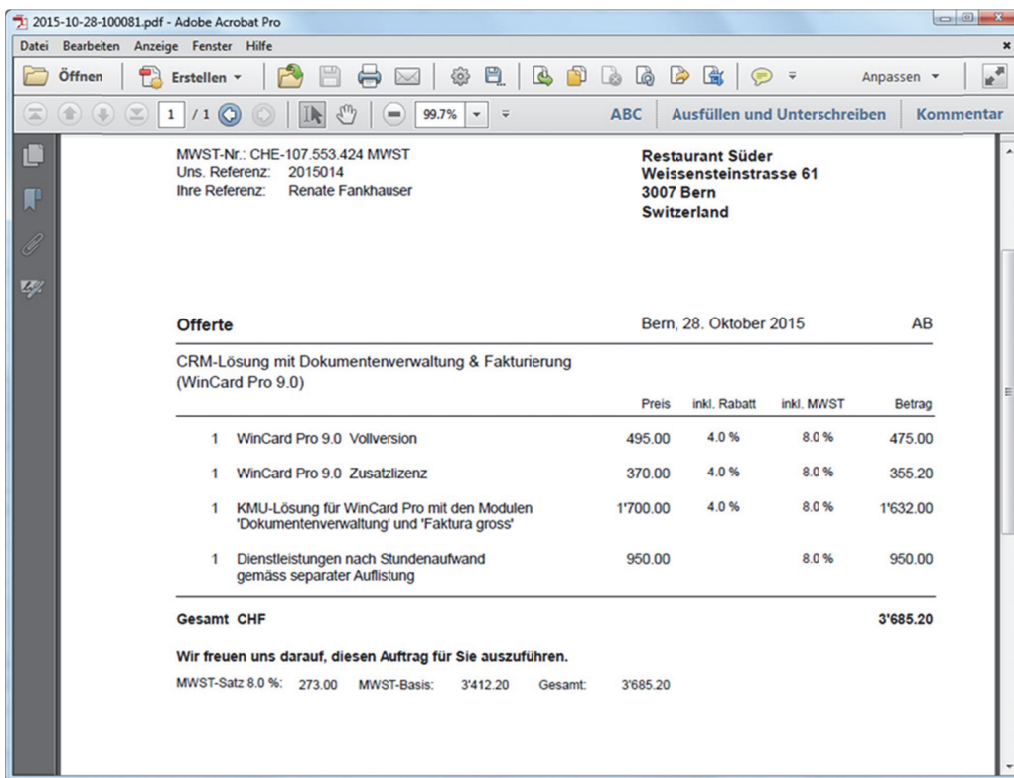 2015-10-28-100081.pdf - Adobe Acrobat Pro
Datei Bearbeiten Anzeige Fenster Hilfe
Öffnen Erstellen Anpassen
1 / 1 99.7% ABC Ausfüllen und Unterschreiben Kommentar
MWST-Nr.: CHE-107.553.424 MWST
Uns. Referenz: 2015014
Ihre Referenz: Renate Fankhauser
Restaurant Süder
Weissensteinstrasse 61
3007 Bern
Switzerland
Offerte Bern, 28. Oktober 2015 AB
CRM-Lösung mit Dokumentenverwaltung & Fakturierung
(WinCard Pro 9.0)
Preis inkl. Rabatt inkl. MWST Betrag
1 WinCard Pro 9.0 Vollversion 495.00 4.0 % 8.0 % 475.00
1 WinCard Pro 9.0 Zusatzlizenz 370.00 4.0 % 8.0 % 355.20
1 KMU-Lösung für WinCard Pro mit den Modulen 1'700.00 4.0 % 8.0 % 1'632.00
'Dokumentenverwaltung' und 'Faktura gross'
1 Dienstleistungen nach Stundenaufwand 950.00 8.0 % 950.00
gemäss separater Auflistung
Gesamt CHF 3'685.20
Wir freuen uns darauf, diesen Auftrag für Sie auszuführen.
MWST-Satz 8.0 %: 273.00 MWST-Basis: 3'412.20 Gesamt: 3'685.20